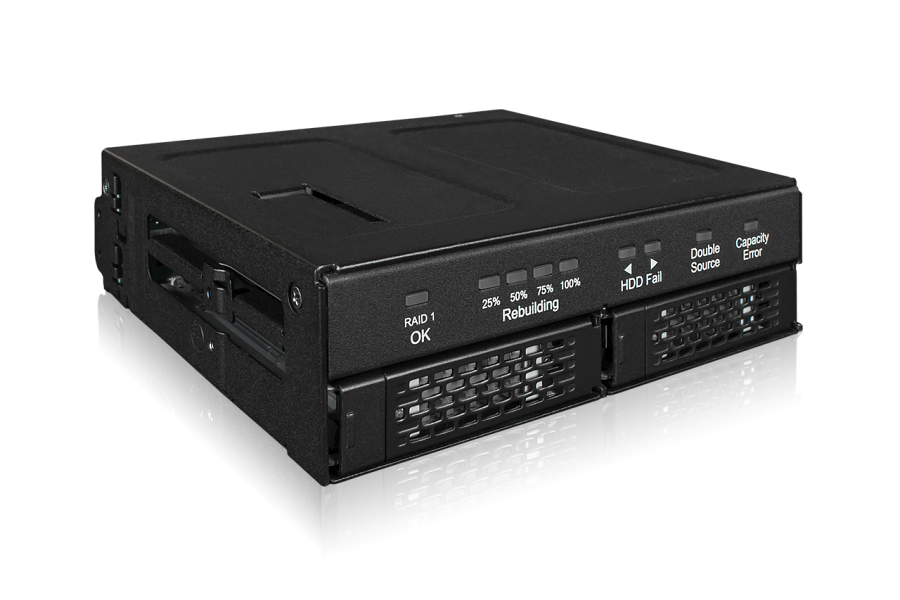 RAID 1
OK
25% 50% 75% 100%
Rebuilding
◀ ▶
HDD Fail
Double
Source
Capacity
Error